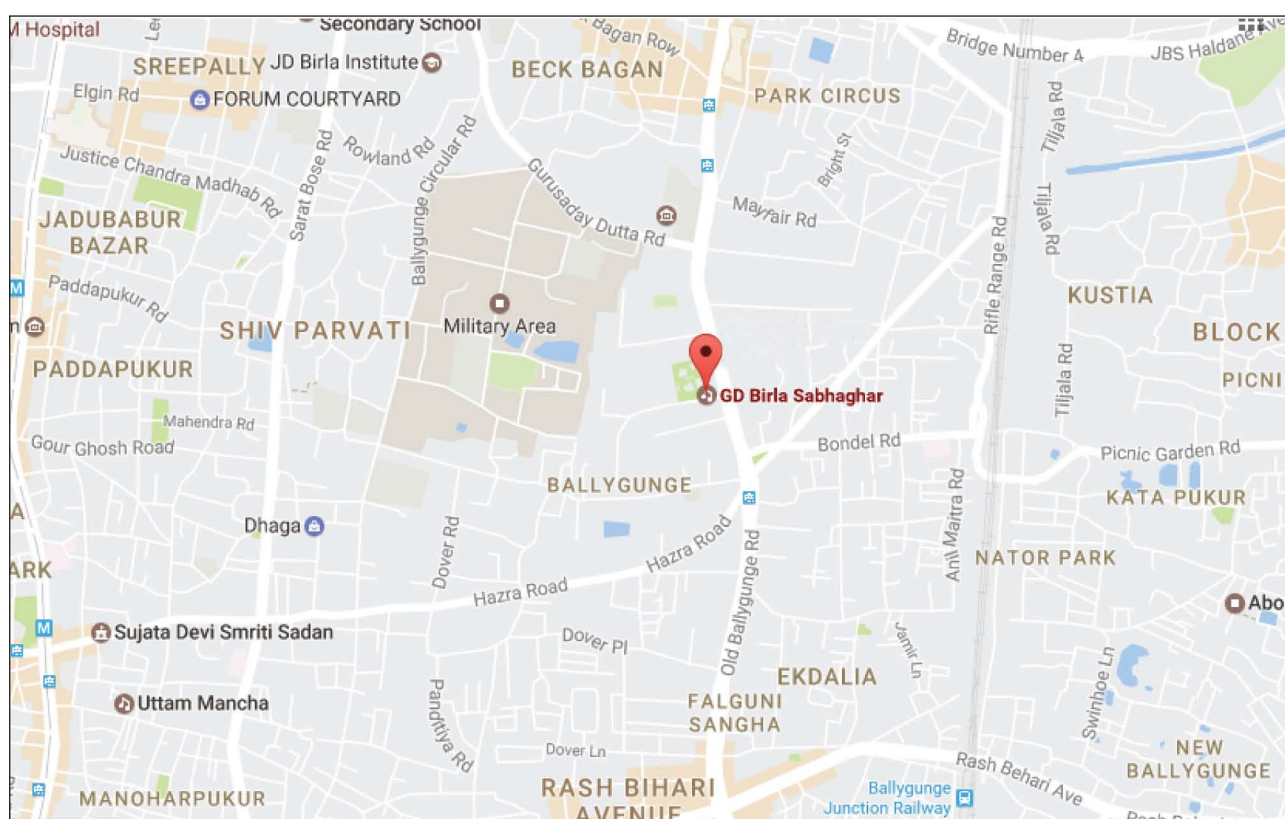 M Hospital
Secondary School
Bagan Row
Bridge Number 4
JBS Haldane Ave
SREEPALLY
JD Birla Institute
BECK BAGAN
Elgin Rd
FORUM COURTYARD
PARK CIRCUS
Tiljala Rd
Rowland Rd
Justice Chandra Madhab Rd
Sarat Bose Rd
Ballygunge Circular Rd
Gurusaday Dutta Rd
Bright St
Mayfair Rd
Tiljala Rd
JADUBABUR
BAZAR
Rifle Range Rd
Paddapukur Rd
M
KUSTIA
SHIV PARVATI
Military Area
BLOCK
PADDAPUKUR
PICNI
Tiljala Rd
GD Birla Sabhaghar
Mahendra Rd
Gour Ghosh Road
Bondel Rd
Picnic Garden Rd
BALLYGUNGE
KATA PUKUR
Dhaga
Dover Rd
Hazra Road
Old Ballygunge Rd
Anil Maitra Rd
NATOR PARK
ARK
Hazra Road
Abo
M
Sujata Devi Smriti Sadan
Dover Pl
Jamir Ln
EKDALIA
Swinhoe Ln
Uttam Mancha
Panditiya Rd
FALGUNI
SANGHA
Dover Ln
NEW
BALLYGUNGE
RASH BIHARI
AVENUE
Rash Behari Ave
Ballygunge
Junction Railway
MANOHARPUKUR